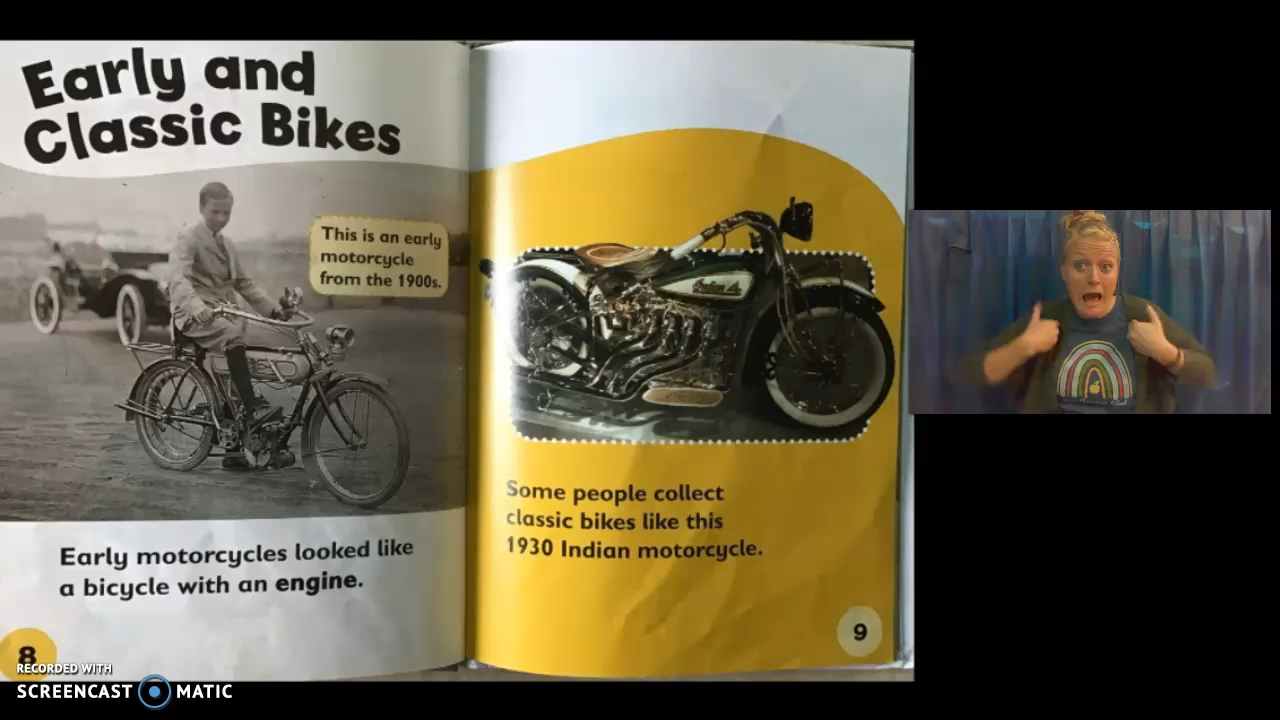 Early and
Classic Bikes
This is an early
motorcycle
from the 1900s.
Early motorcycles looked like
a bicycle with an engine.
8
Some people collect
classic bikes like this
1930 Indian motorcycle.
9
RECORDED WITH
SCREENCAST MATIC